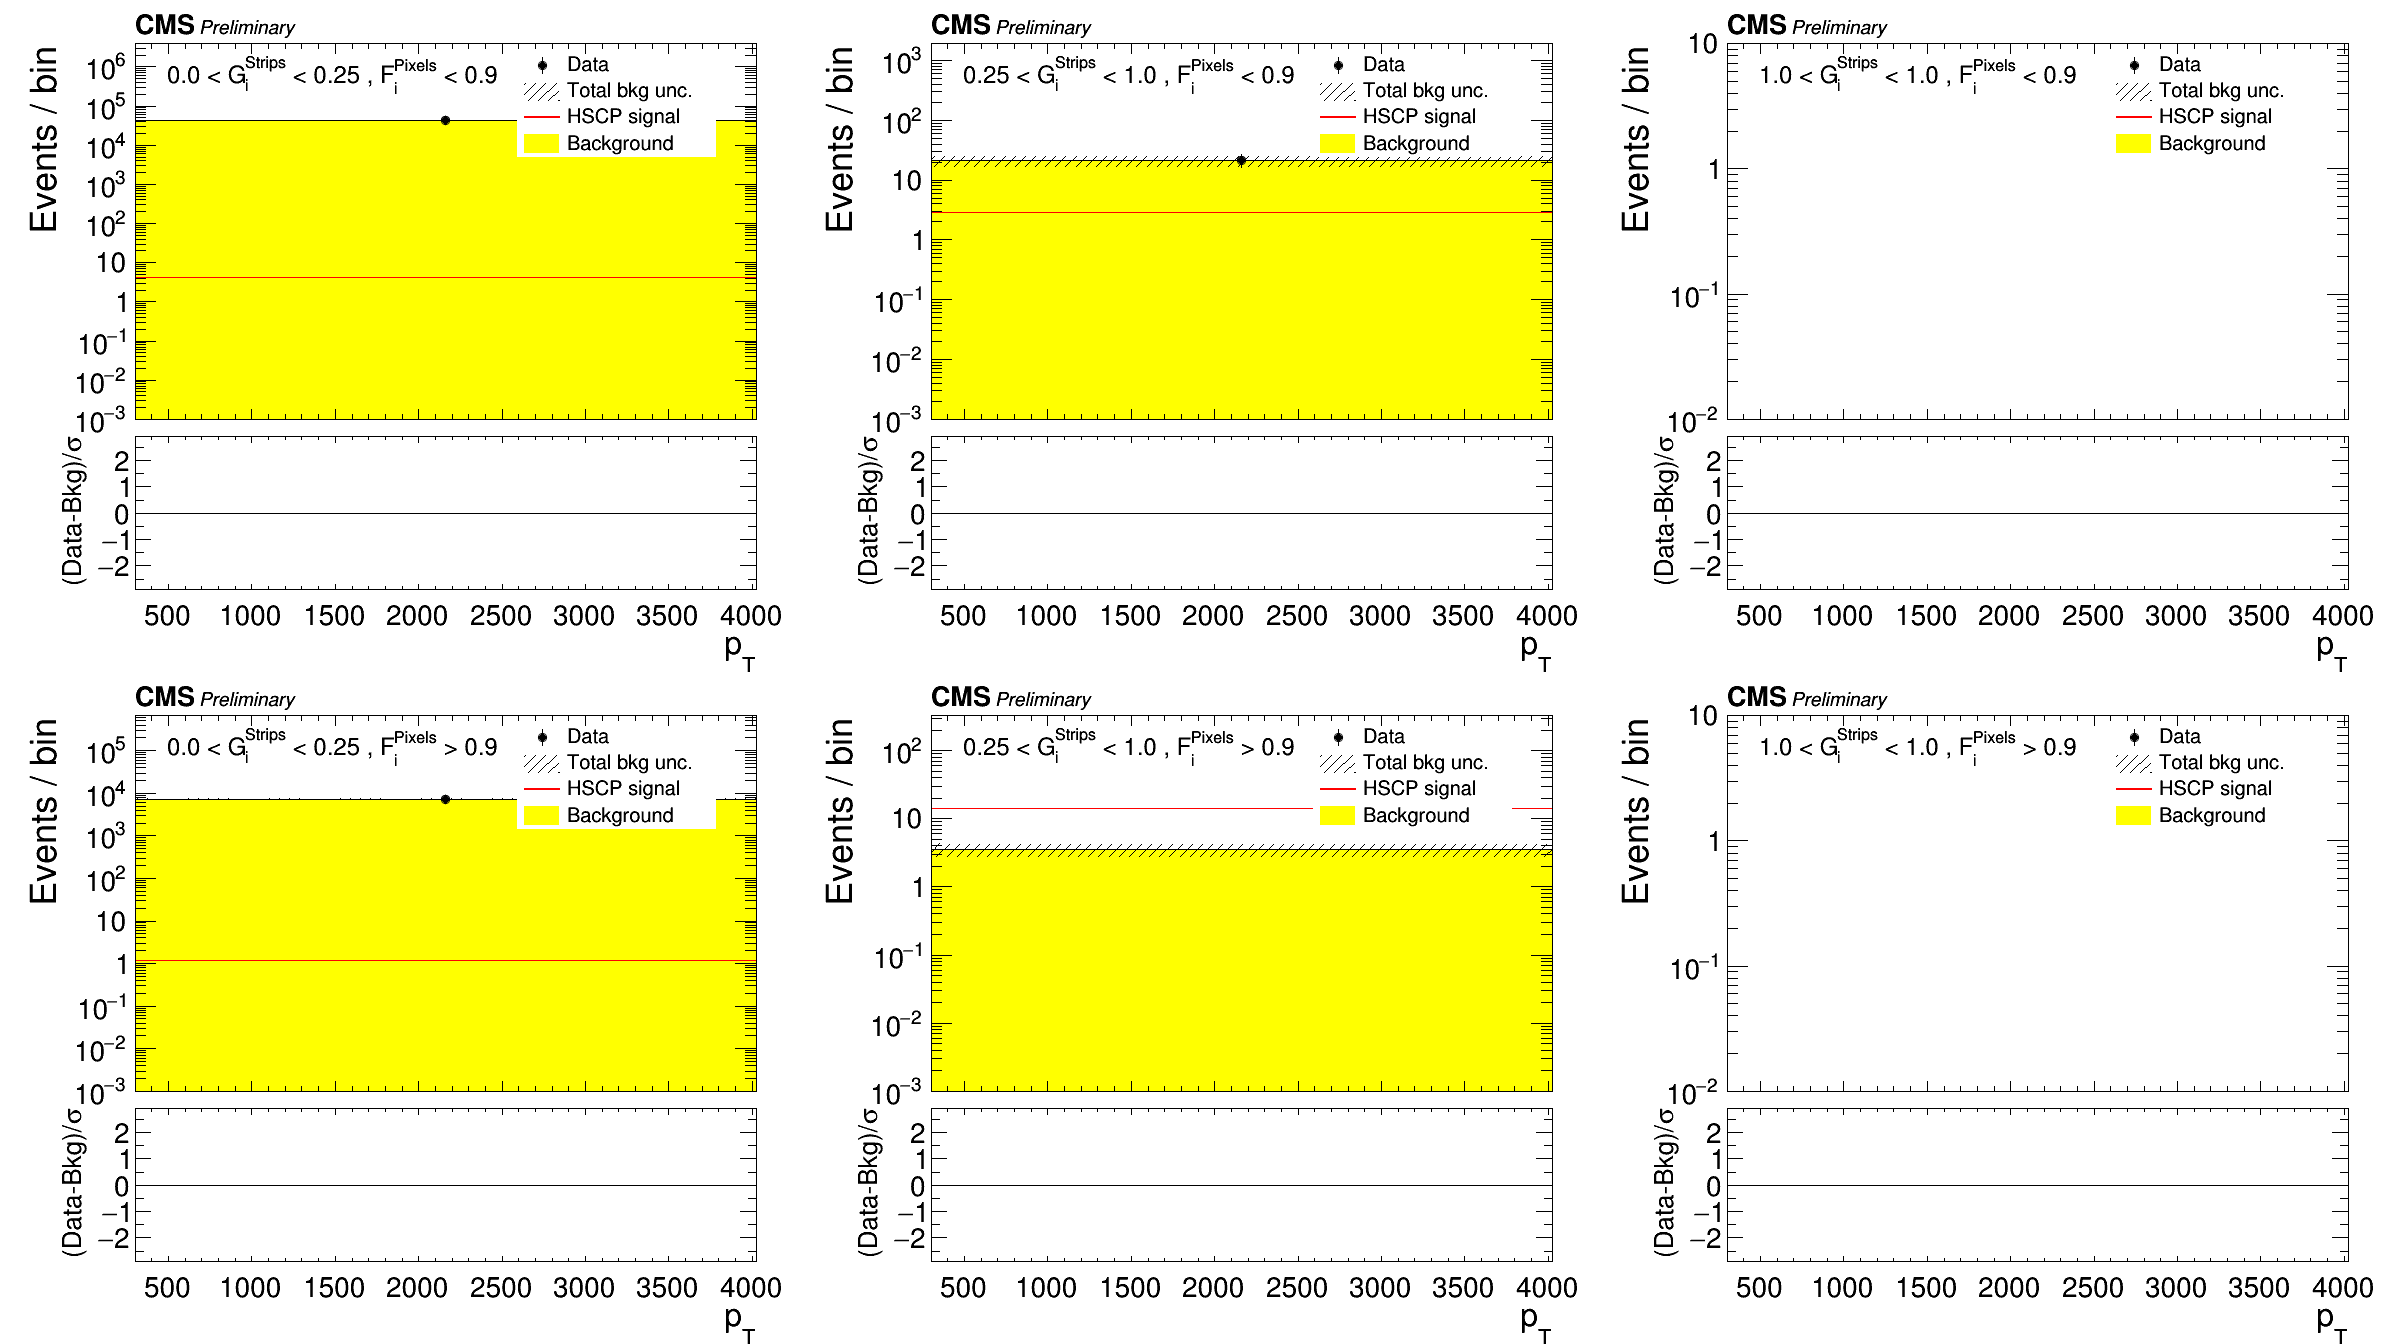 CMS Preliminary
Events / bin
0.0 < G_i^Strips < 0.25 , F_i^Pixels < 0.9
Data
Total bkg unc.
HSCP signal
Background
10^6
10^5
10^4
10^3
10^2
10
1
10^−1
10^−2
10^−3
(Data-Bkg)/σ
2
1
0
−1
−2
500 1000 1500 2000 2500 3000 3500 4000
p_T
CMS Preliminary
Events / bin
0.25 < G_i^Strips < 1.0 , F_i^Pixels < 0.9
Data
Total bkg unc.
HSCP signal
Background
10^3
10^2
10
1
10^−1
10^−2
10^−3
(Data-Bkg)/σ
2
1
0
−1
−2
500 1000 1500 2000 2500 3000 3500 4000
p_T
CMS Preliminary
Events / bin
1.0 < G_i^Strips < 1.0 , F_i^Pixels < 0.9
Data
Total bkg unc.
HSCP signal
Background
10
1
10^−1
10^−2
(Data-Bkg)/σ
2
1
0
−1
−2
500 1000 1500 2000 2500 3000 3500 4000
p_T
CMS Preliminary
Events / bin
0.0 < G_i^Strips < 0.25 , F_i^Pixels > 0.9
Data
Total bkg unc.
HSCP signal
Background
10^5
10^4
10^3
10^2
10
1
10^−1
10^−2
10^−3
(Data-Bkg)/σ
2
1
0
−1
−2
500 1000 1500 2000 2500 3000 3500 4000
p_T
CMS Preliminary
Events / bin
0.25 < G_i^Strips < 1.0 , F_i^Pixels > 0.9
Data
Total bkg unc.
HSCP signal
Background
10^2
10
1
10^−1
10^−2
10^−3
(Data-Bkg)/σ
2
1
0
−1
−2
500 1000 1500 2000 2500 3000 3500 4000
p_T
CMS Preliminary
Events / bin
1.0 < G_i^Strips < 1.0 , F_i^Pixels > 0.9
Data
Total bkg unc.
HSCP signal
Background
10
1
10^−1
10^−2
(Data-Bkg)/σ
2
1
0
−1
−2
500 1000 1500 2000 2500 3000 3500 4000
p_T